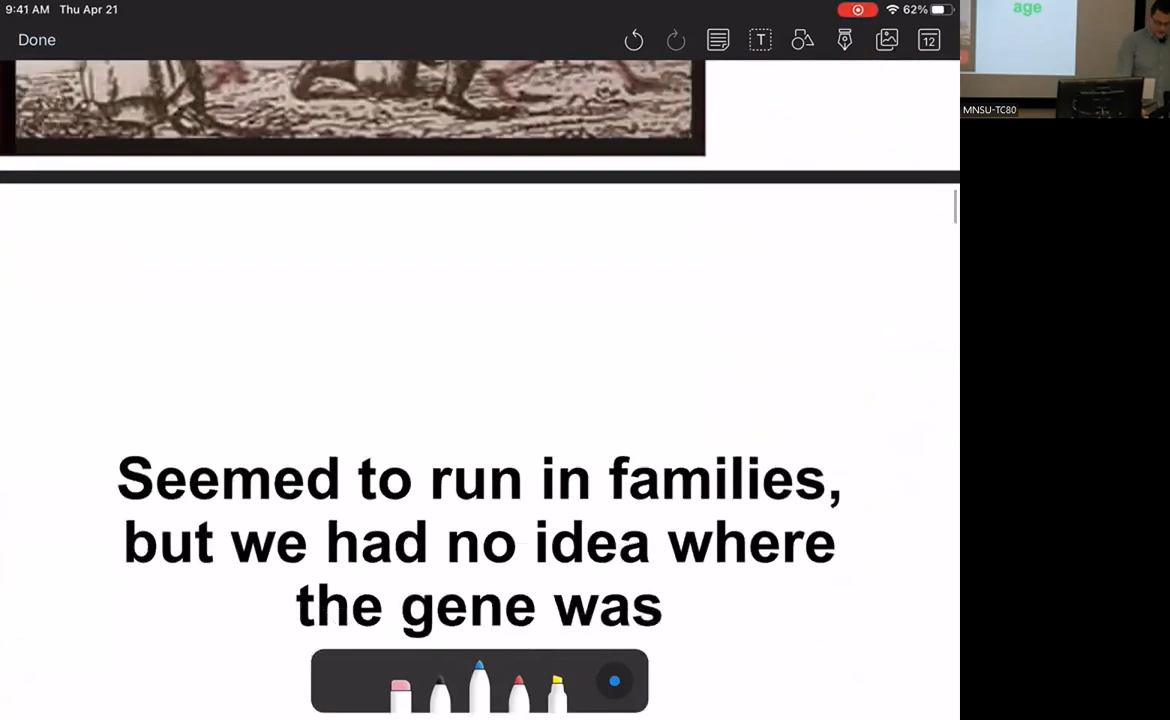 9:41 AM Thu Apr 21
62%
Done
T
12
age
MNSU-TC80
Seemed to run in families,
but we had no idea where
the gene was